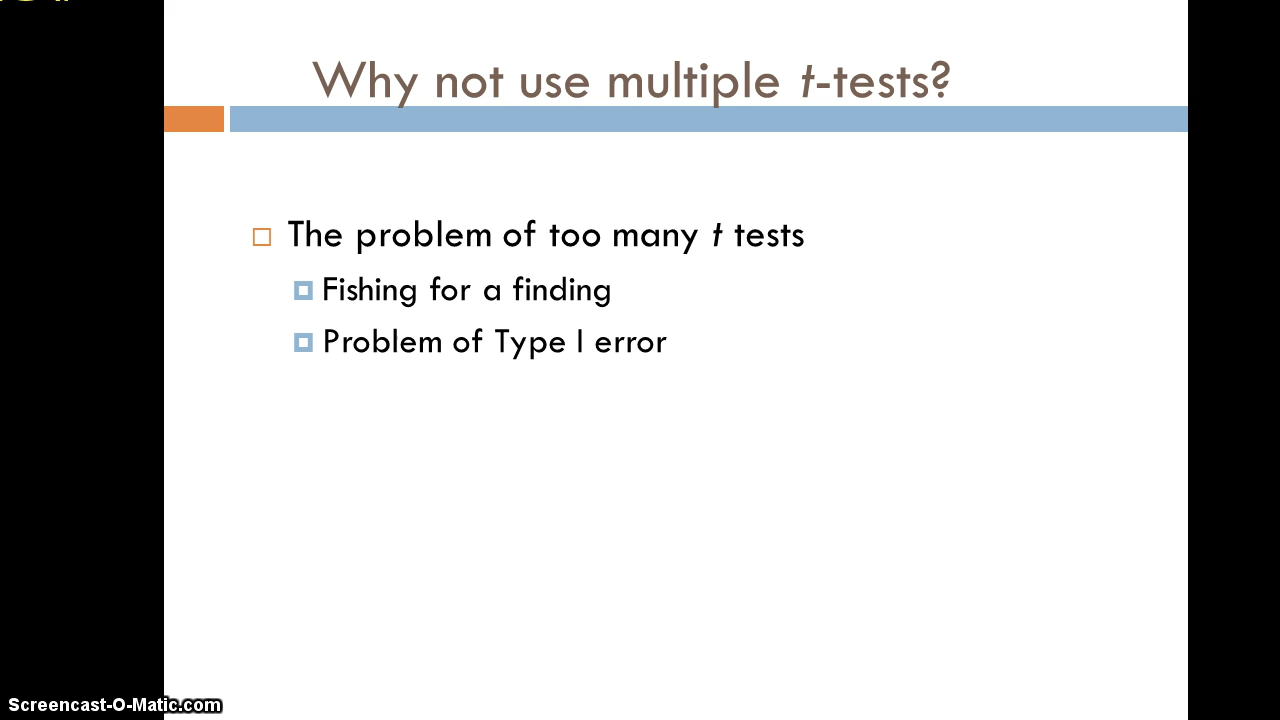 Why not use multiple t-tests?
The problem of too many t tests
Fishing for a finding
Problem of Type I error
Screencast-O-Matic.com